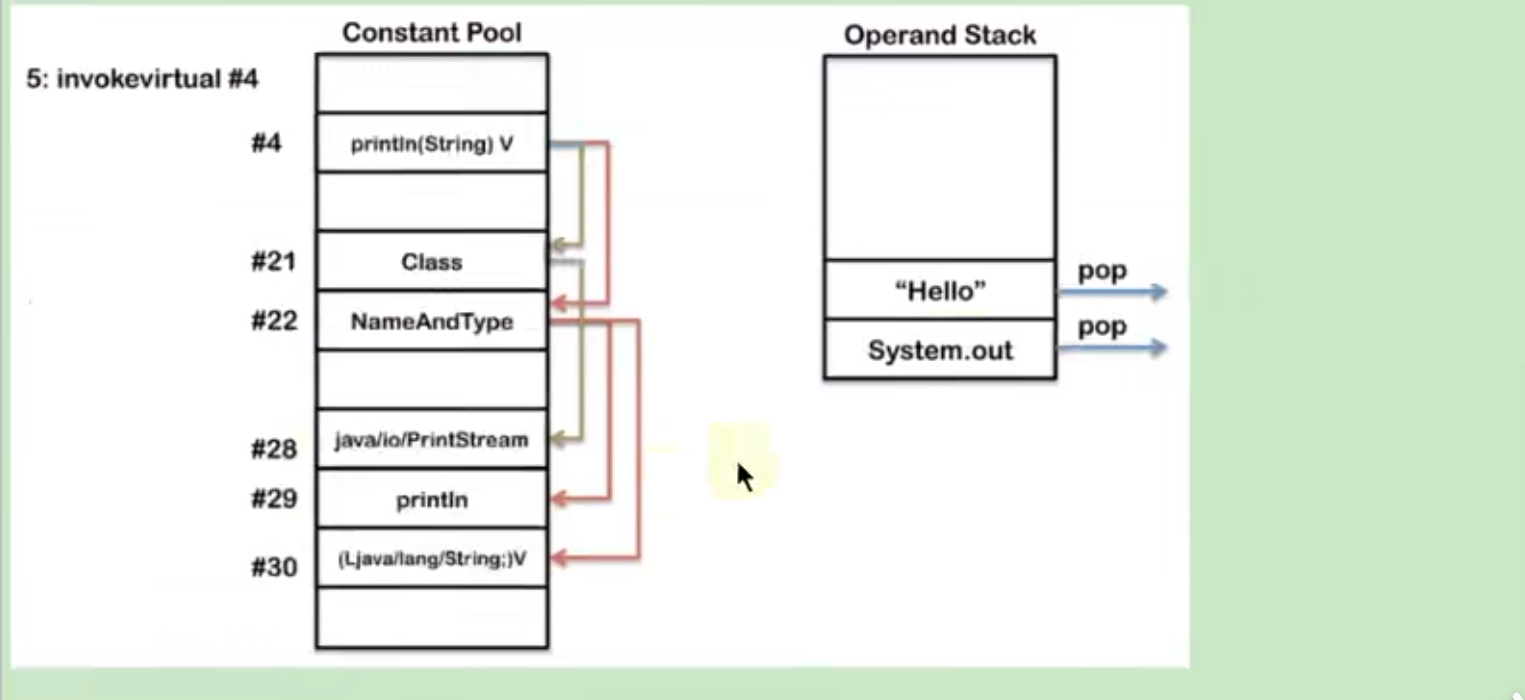 Constant Pool
Operand Stack
5: invokevirtual #4
#4
println(String) V
#21
Class
#22
NameAndType
#28
java/io/PrintStream
#29
println
#30
(Ljava/lang/String;)V
“Hello”
pop
System.out
pop